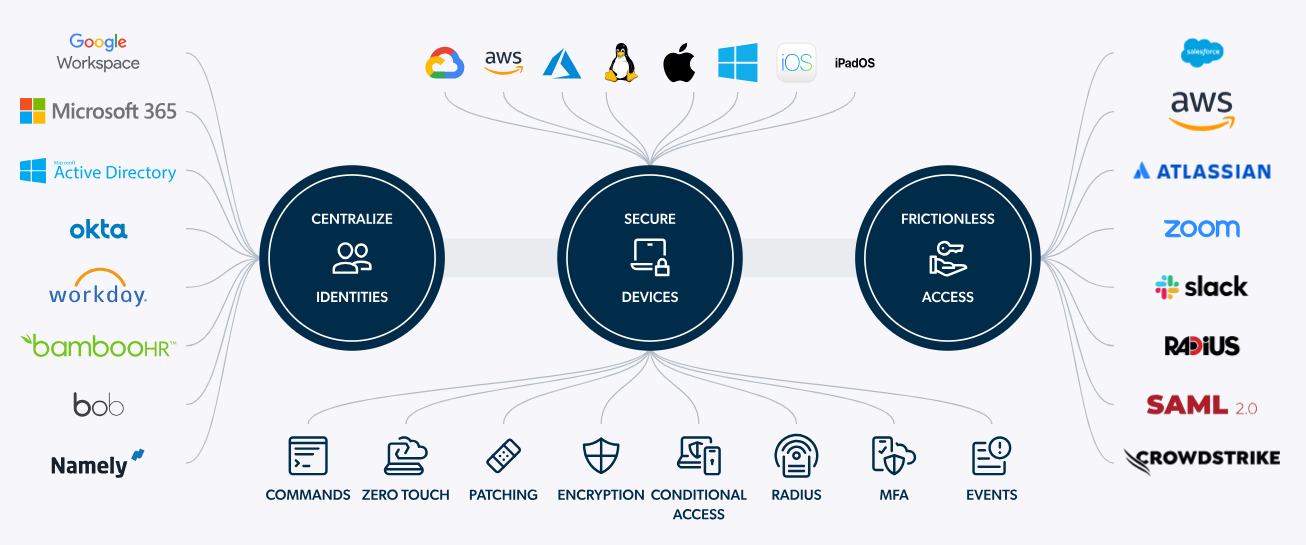 Google
Workspace
Microsoft 365
Microsoft
Active Directory
okta
workday.
bambooHR™
bob
Namely
aws
iOS
iPadOS
CENTRALIZE
IDENTITIES
SECURE
DEVICES
FRICTIONLESS
ACCESS
salesforce
aws
ATLASSIAN
zoom
slack
RADIUS
SAML 2.0
CROWDSTRIKE
COMMANDS
ZERO TOUCH
PATCHING
ENCRYPTION
CONDITIONAL
ACCESS
RADIUS
MFA
EVENTS